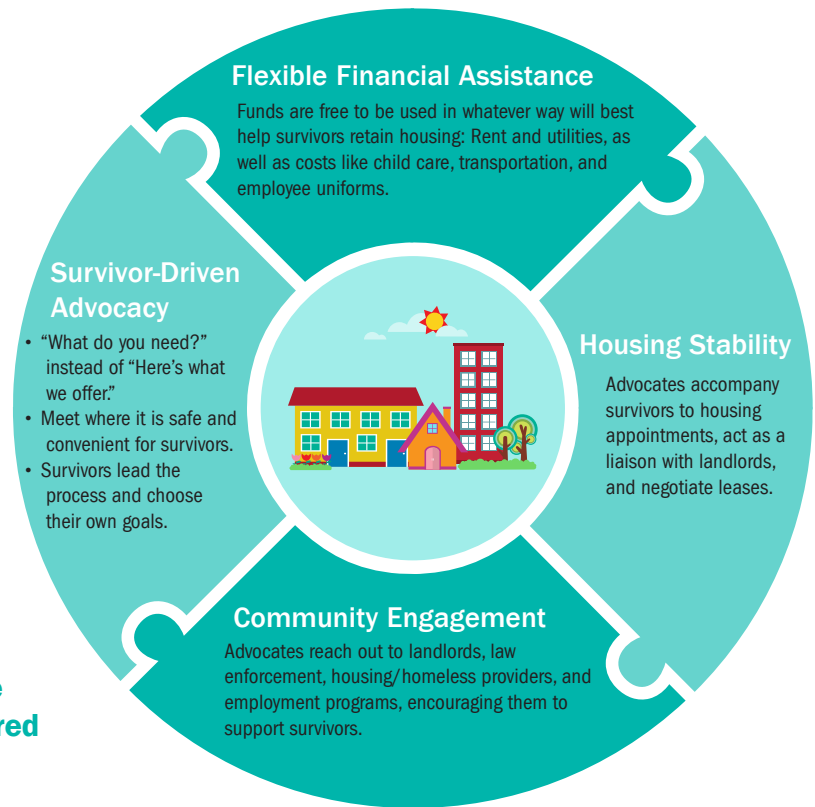 Flexible Financial Assistance
Funds are free to be used in whatever way will best
help survivors retain housing: Rent and utilities, as
well as costs like child care, transportation, and
employee uniforms.
Survivor-Driven
Advocacy
• “What do you need?”
instead of “Here’s what
we offer.”
• Meet where it is safe and
convenient for survivors.
• Survivors lead the
process and choose
their own goals.
Housing Stability
Advocates accompany
survivors to housing
appointments, act as a
liaison with landlords,
and negotiate leases.
Community Engagement
Advocates reach out to landlords, law
enforcement, housing/homeless providers, and
employment programs, encouraging them to
support survivors.